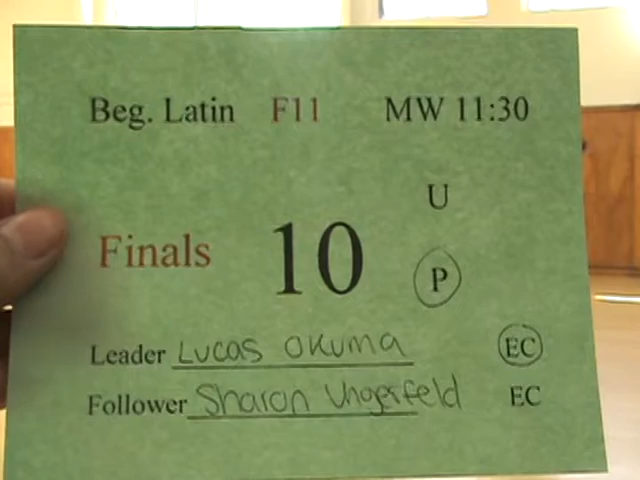 Beg. Latin F11 MW 11:30
U
Finals 10 P
Leader Lucas Okuma EC
Follower Sharon Ungerfeld EC